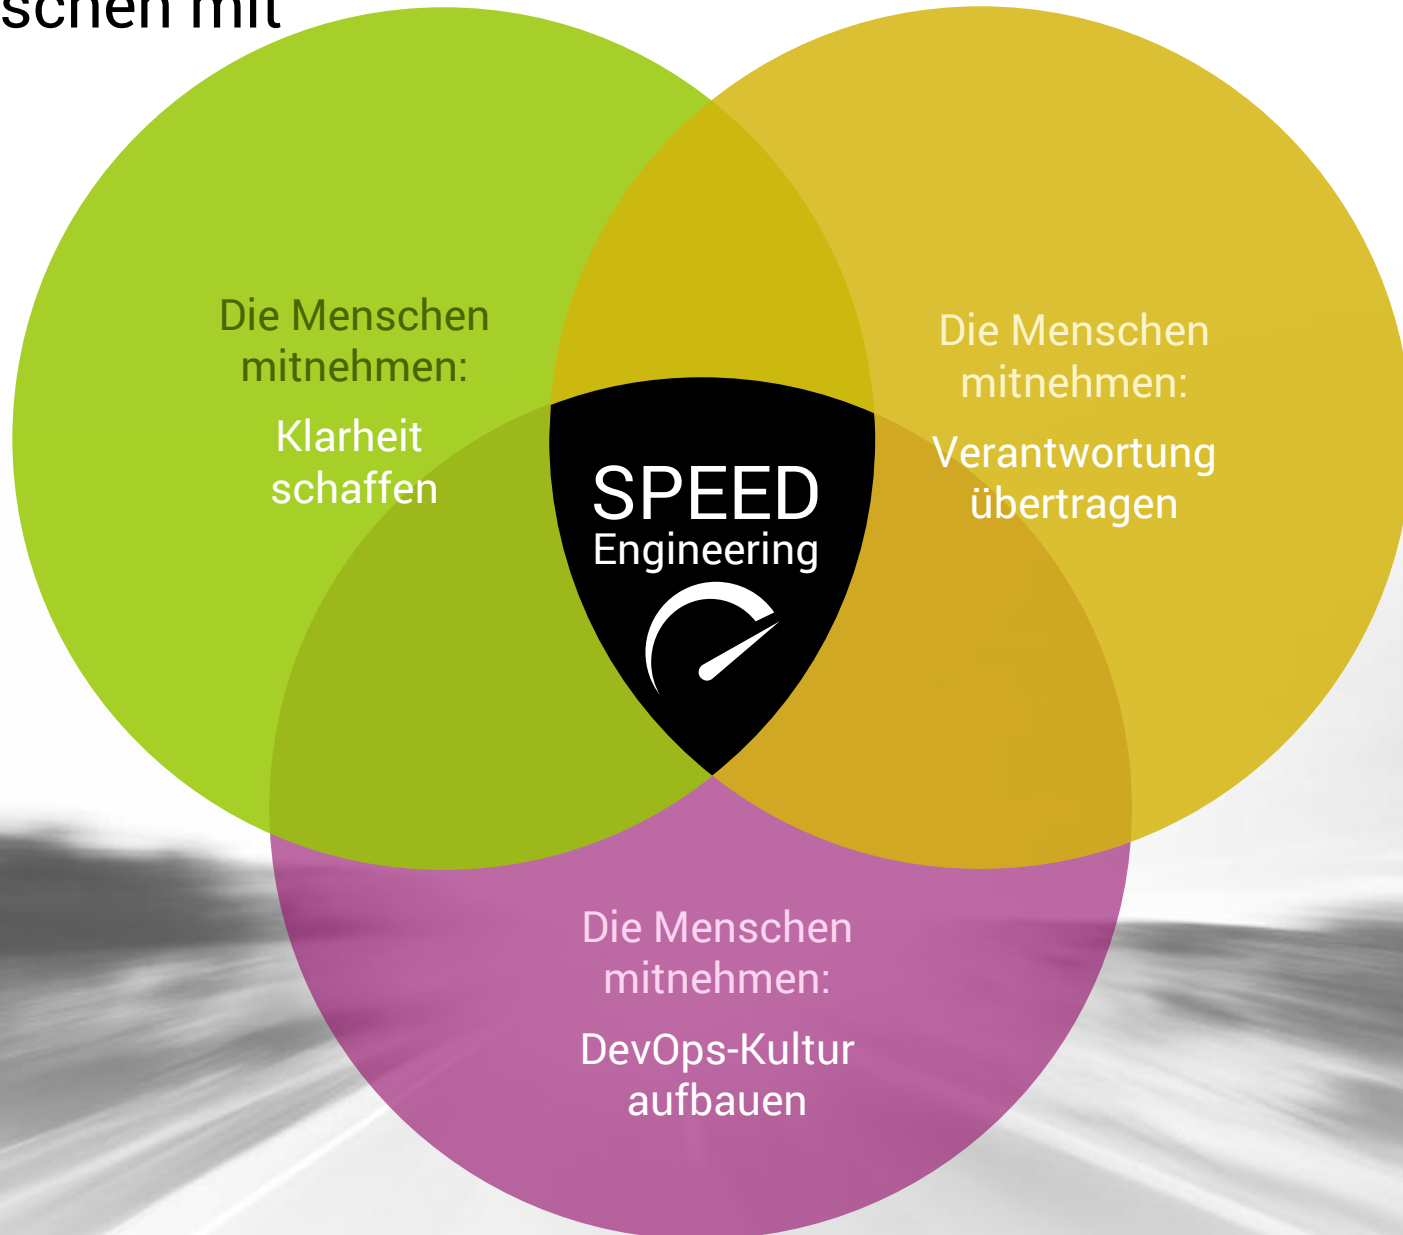 schen mit
Die Menschen
mitnehmen:
Klarheit
schaffen
Die Menschen
mitnehmen:
Verantwortung
übertragen
SPEED
Engineering
Die Menschen
mitnehmen:
DevOps-Kultur
aufbauen